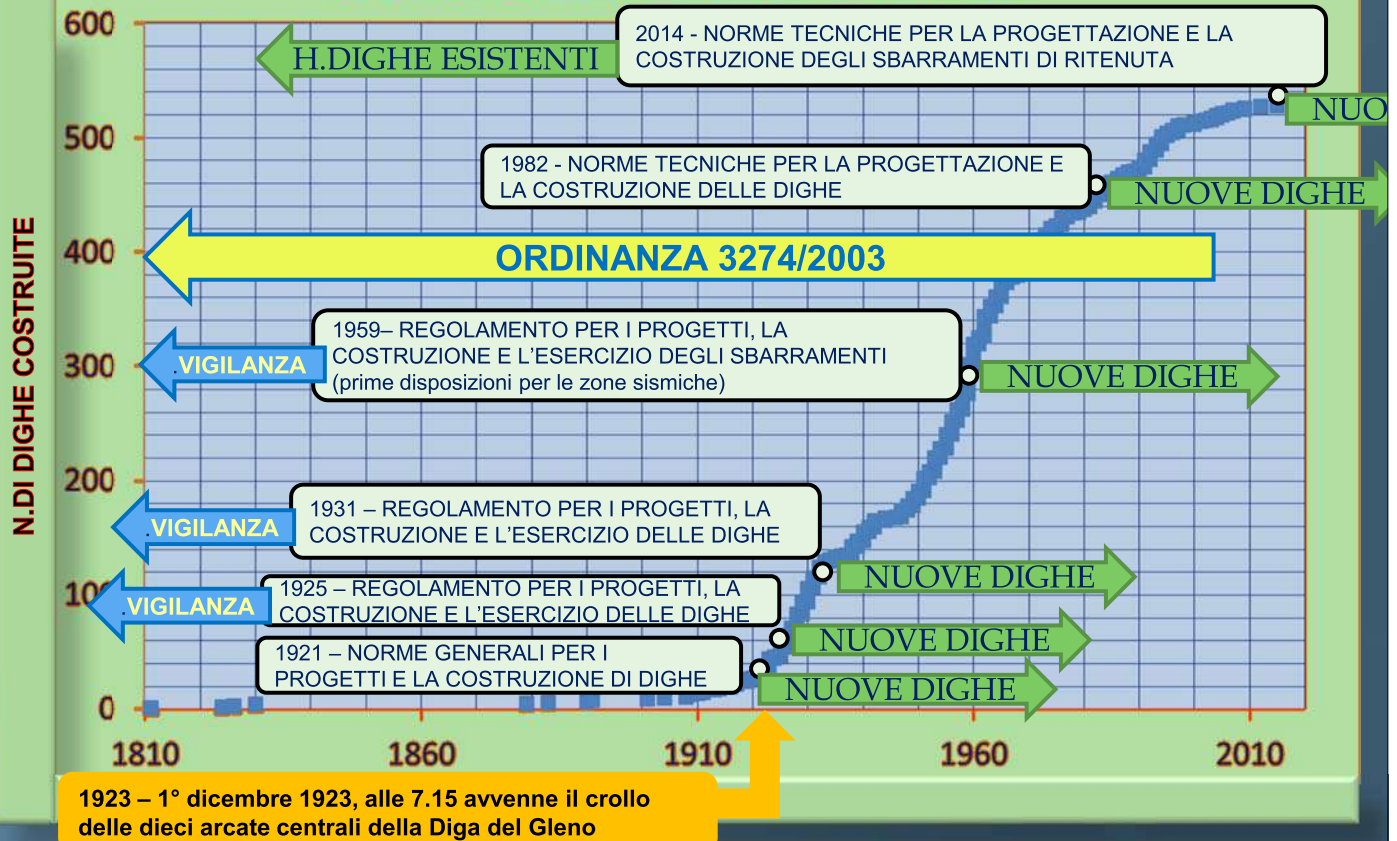 600
H.DIGHE ESISTENTI
2014 - NORME TECNICHE PER LA PROGETTAZIONE E LA
COSTRUZIONE DEGLI SBARRAMENTI DI RITENUTA
NUO
500
1982 - NORME TECNICHE PER LA PROGETTAZIONE E
LA COSTRUZIONE DELLE DIGHE
NUOVE DIGHE
N.DI DIGHE COSTRUITE
400
ORDINANZA 3274/2003
300
.VIGILANZA
1959– REGOLAMENTO PER I PROGETTI, LA
COSTRUZIONE E L'ESERCIZIO DEGLI SBARRAMENTI
(prime disposizioni per le zone sismiche)
NUOVE DIGHE
200
.VIGILANZA
1931 – REGOLAMENTO PER I PROGETTI, LA
COSTRUZIONE E L'ESERCIZIO DELLE DIGHE
NUOVE DIGHE
100
.VIGILANZA
1925 – REGOLAMENTO PER I PROGETTI, LA
COSTRUZIONE E L'ESERCIZIO DELLE DIGHE
NUOVE DIGHE
1921 – NORME GENERALI PER I
PROGETTI E LA COSTRUZIONE DI DIGHE
NUOVE DIGHE
0
1810 1860 1910 1960 2010
1923 – 1° dicembre 1923, alle 7.15 avvenne il crollo
delle dieci arcate centrali della Diga del Gleno